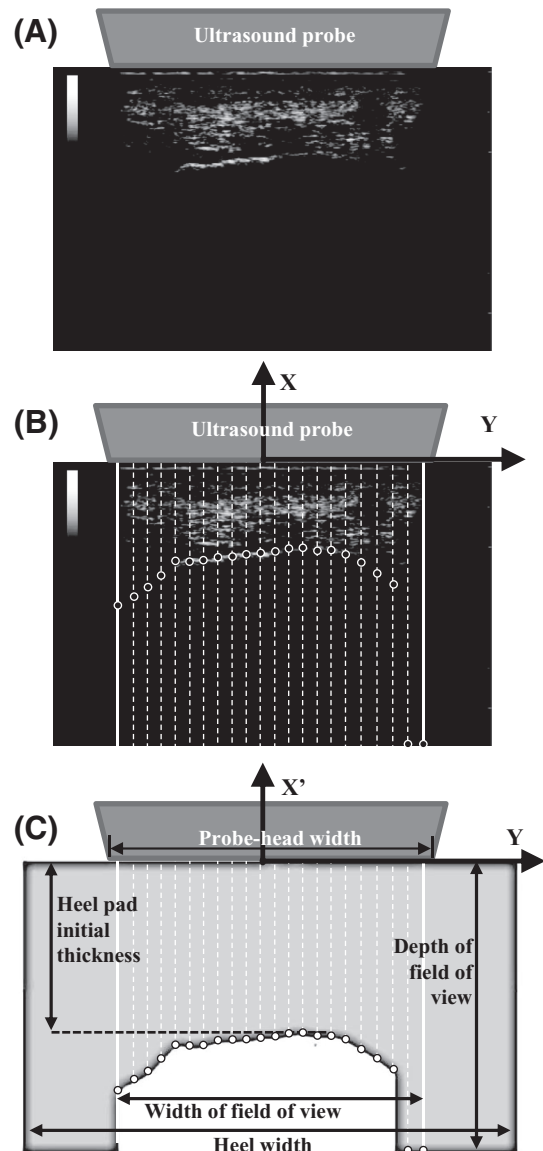 (A)
Ultrasound probe
X
(B)
Ultrasound probe
Y
X'
(C)
Probe-head width
Y
Heel pad
initial
thickness
Depth of
field of
view
Width of field of view
Heel width